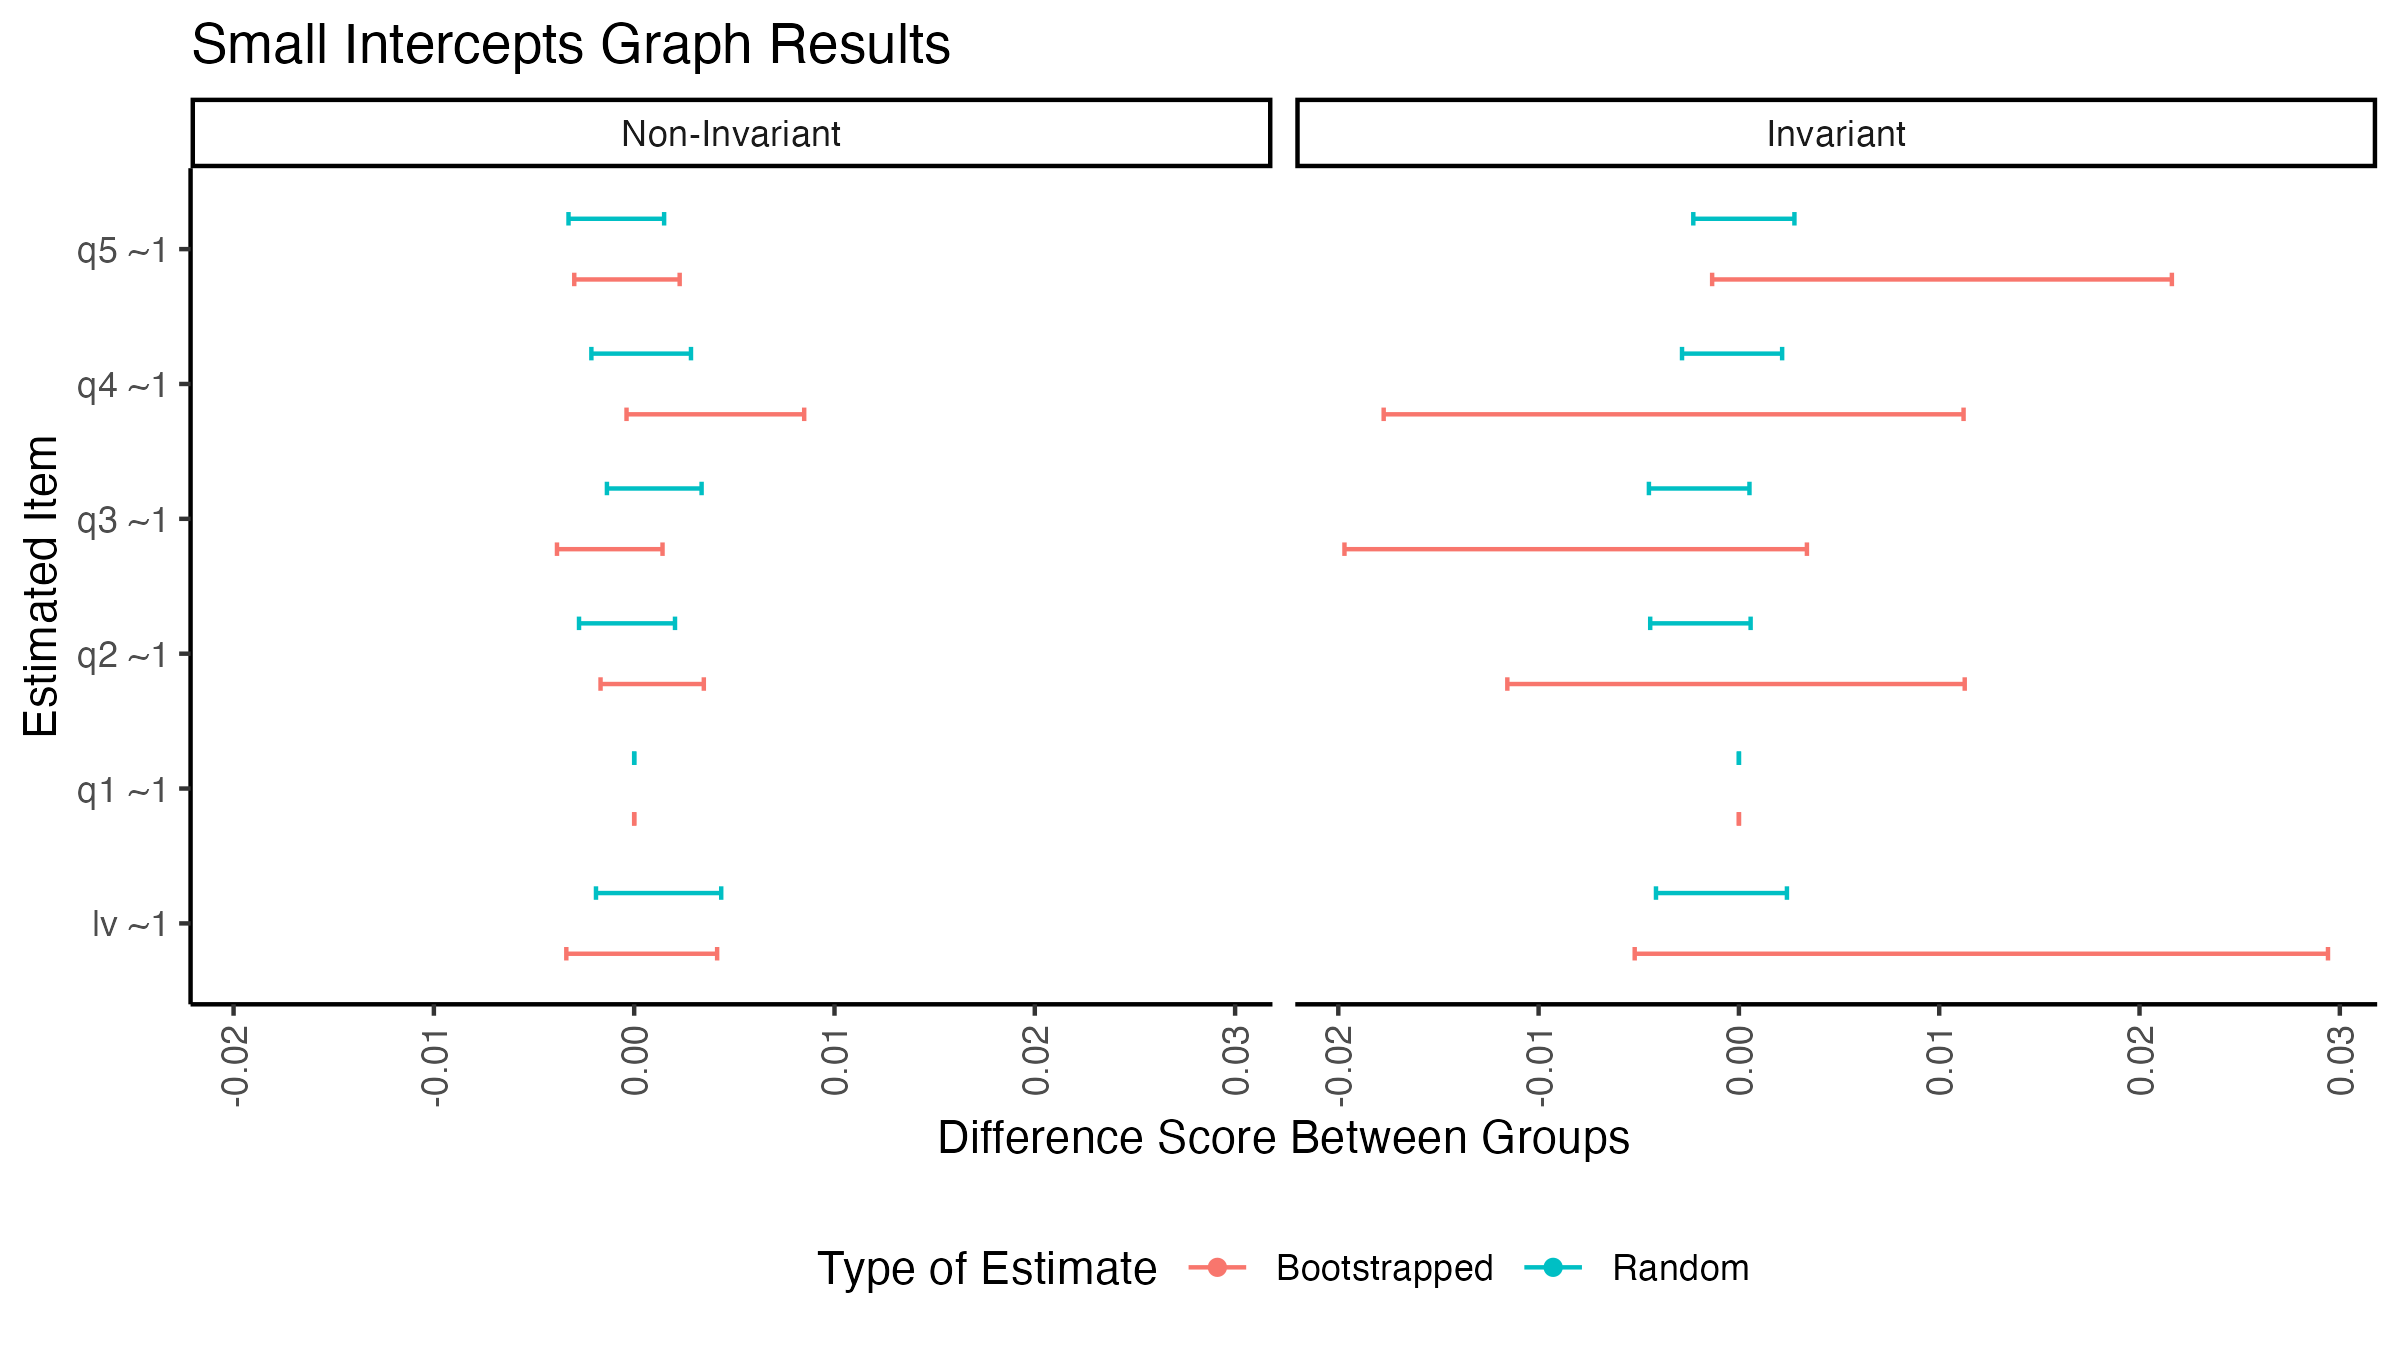 Small Intercepts Graph Results
Non-Invariant
Invariant
Estimated Item
q5 ~1
q4 ~1
q3 ~1
q2 ~1
q1 ~1
lv ~1
-0.02
-0.01
0.00
0.01
0.02
0.03
-0.02
-0.01
0.00
0.01
0.02
0.03
Difference Score Between Groups
Type of Estimate Bootstrapped Random